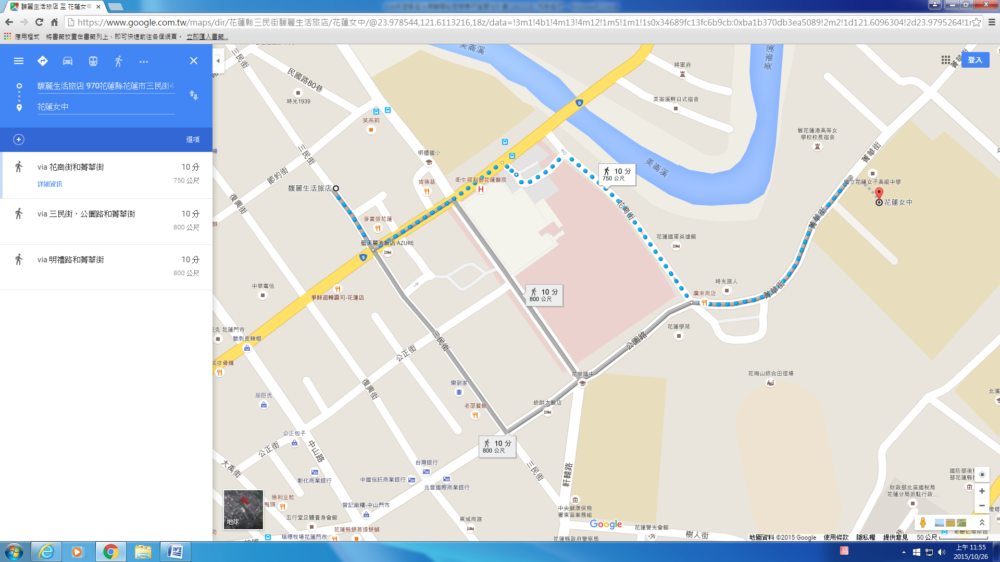 馥麗生活旅店 至 花蓮女中
https://www.google.com.tw/maps/dir/花蓮縣三民街馥麗生活旅店/花蓮女中/@23.978544,121.6113216,18z/data=!3m1!4b1!4m13!4m12!1m5!1m1!1s0x34689fc13fc6b9cb:0xba1b370db3ea5089!2m2!1d121.6096304!2d23.9795264!1
應用程式 將書籤放置在書籤列上，即可快速前往各個網頁。 立即匯入書籤...
馥麗生活旅店 970花蓮縣花蓮市三民街4
花蓮女中
選項
via 花崗街和菁華街 10 分
詳細資訊 750 公尺
via 三民街、公園路和菁華街 10 分
800 公尺
via 明禮路和菁華街 10 分
800 公尺
登入
三民街
民國路80巷
時光1939
芙芮莉
美崙溪
美崙溪
9
將軍府
美崙溪畔日式宿舍
菁華街
舊花蓮港高等女
學校校長宿舍
菁華街
三民街
節約街
明禮國小
肯德基
衛生福利部花蓮醫院
H
10 分
750 公尺
美崙溪
國立花蓮女子高級中學
花蓮女中
馥麗生活旅店
復興街
花崗街
菁華街
麥當勞花蓮
藍天麗池飯店 AZURE
9
花蓮國軍英雄館
中華電信
爭鮮迴轉壽司-花蓮店
10 分
800 公尺
時光旅人
廣來商店
菁華街
花蓮學苑
公園路
三民街
公正街
花蓮門市
脆剝皮辣椒
排骨麵
復興街
花崗國中
花崗山綜合田徑場
樂到家
老邵餐館
統帥大飯店
屈臣氏
公正包子
公正街
中山路
10 分
800 公尺
大禹街
三民街
軒轅路
台灣銀行
彰化商業銀行
中國信託商業銀行
兆豐國際商業銀行
德利豆乾
鴨頭
曾記麻糬-中山門市
五行堂足體養身會館
花蓮縣餅菩提餅舖
瑞穗牧場花蓮門市
東城商旅
中央健康保險
署東區業務組
花蓮縣政府警察局
花蓮警光會館
樹人街
財政部北區國稅局
花蓮分局派駐行政...
國防部後
部花蓮縣
北濱
希臘仙境民宿
地球
Google
地圖資料 ©2015 Google 使用條款 隱私權 提供意見 50 公尺
上午 11:55
2015/10/26